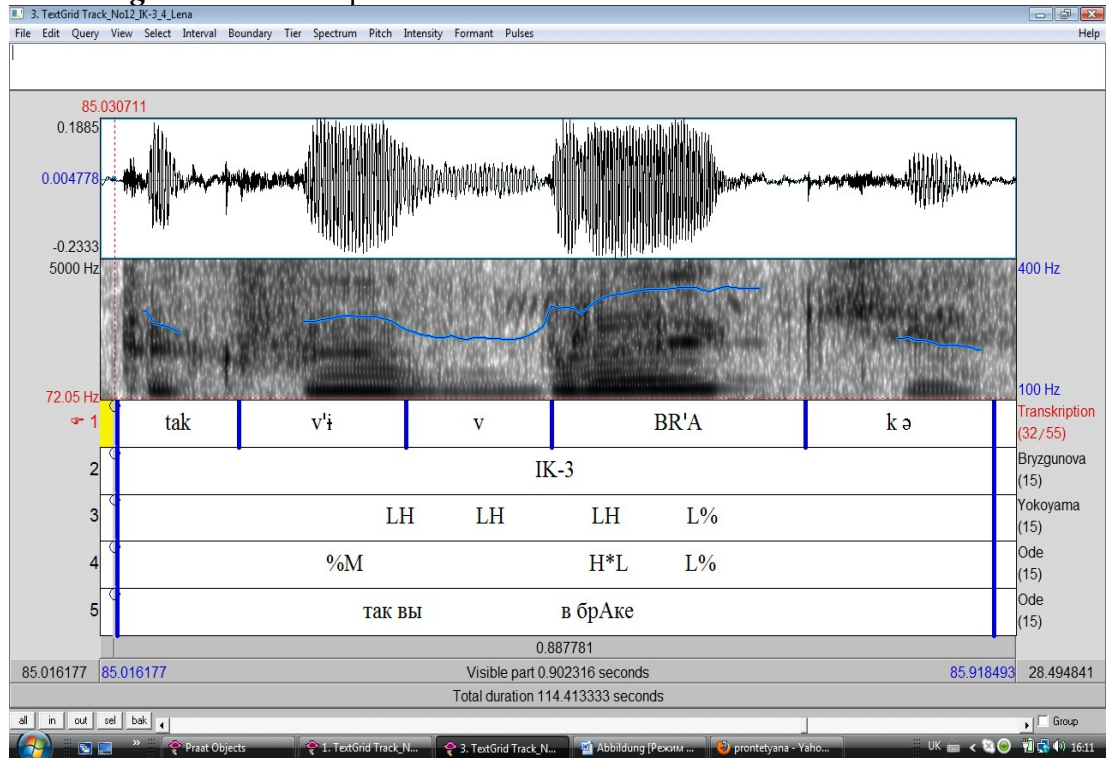 3. TextGrid Track_No12_IK-3_4_Lena
File Edit Query View Select Interval Boundary Tier Spectrum Pitch Intensity Formant Pulses Help
85.030711
0.1885
0.004778
-0.2333
5000 Hz 400 Hz
72.05 Hz 100 Hz
1 tak v'ɨ v BR'A k ə Transkription (32/55)
2 IK-3 Bryzgunova (15)
3 LH LH LH L% Yokoyama (15)
4 %M H*L L% Ode (15)
5 так вы в брАке Ode (15)
0.887781
85.016177 85.016177 Visible part 0.902316 seconds 85.918493 28.494841
Total duration 114.413333 seconds
all in out sel bak Group
Praat Objects 1. TextGrid Track_N... 3. TextGrid Track_N... Abbildung [Режим ... prontetyana - Yaho... UK 16:11